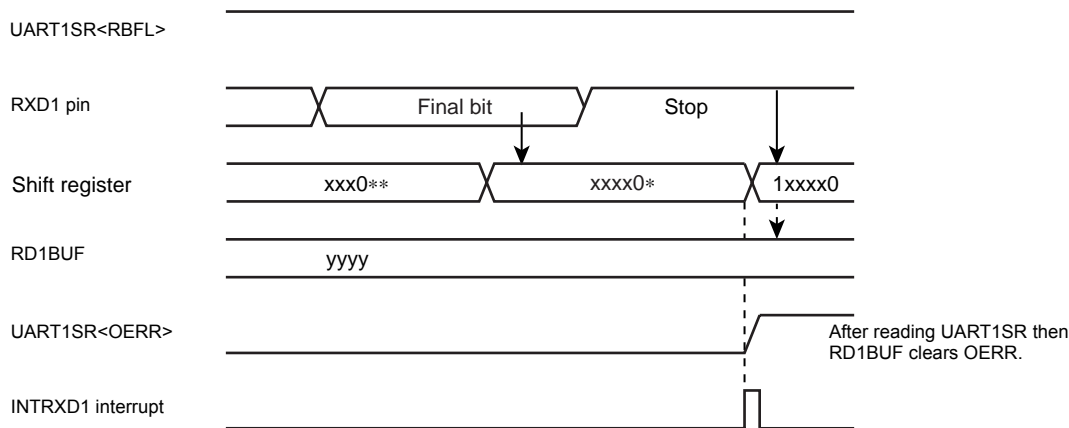 UART1SR<RBFL>
RXD1 pin
Final bit
Stop
Shift register
xxx0**
xxxx0*
1xxxx0
RD1BUF
yyyy
UART1SR<OERR>
After reading UART1SR then
RD1BUF clears OERR.
INTRXD1 interrupt